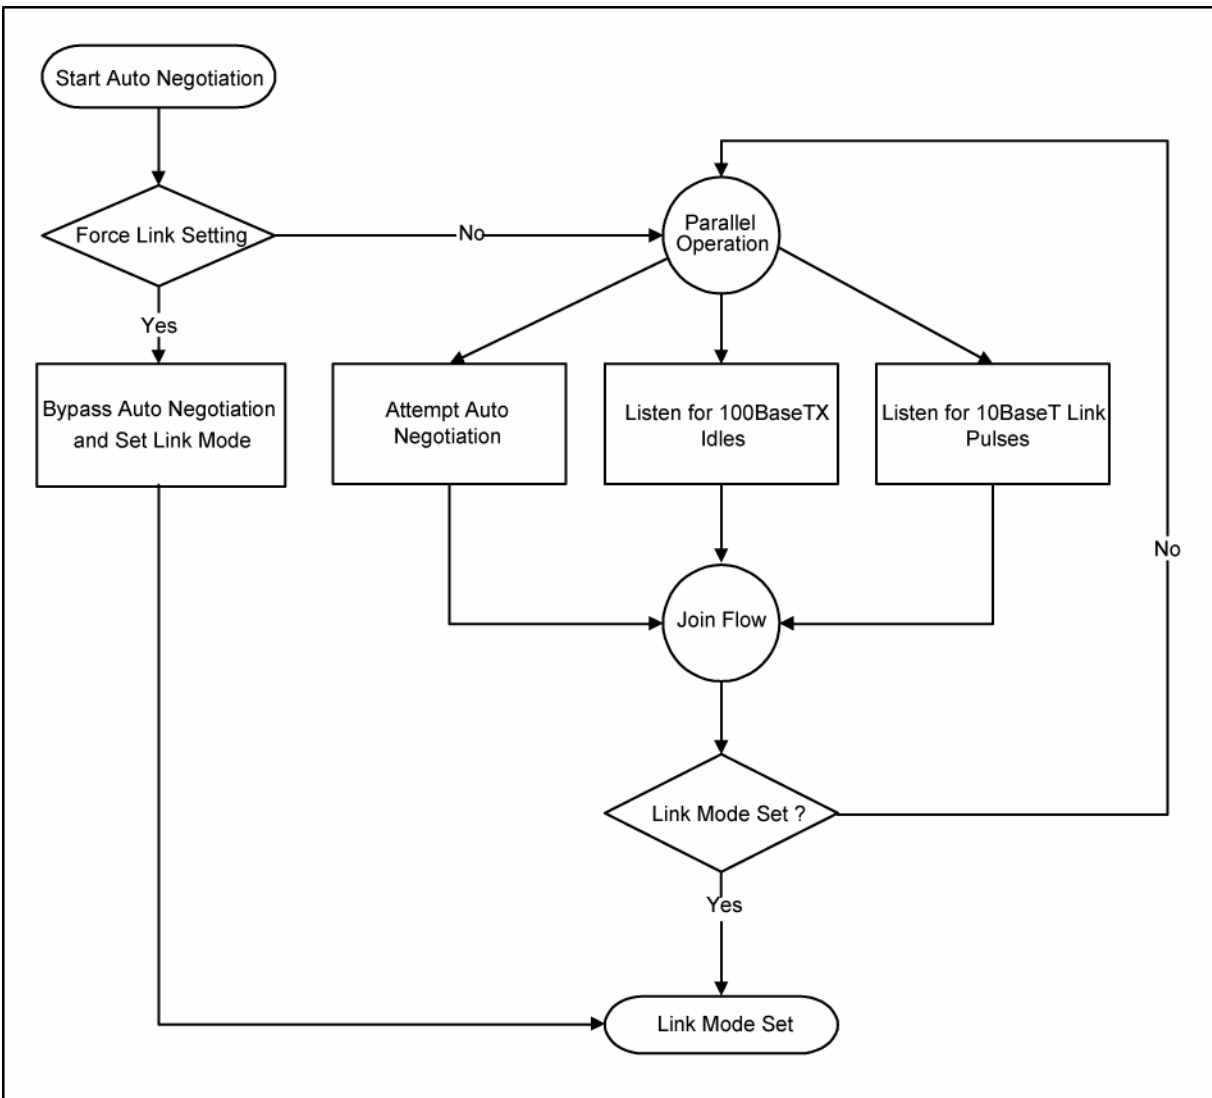 Start Auto Negotiation
Force Link Setting
No
Parallel
Operation
Yes
Bypass Auto Negotiation
and Set Link Mode
Attempt Auto
Negotiation
Listen for 100BaseTX
Idles
Listen for 10BaseT Link
Pulses
No
Join Flow
Link Mode Set ?
Yes
Link Mode Set